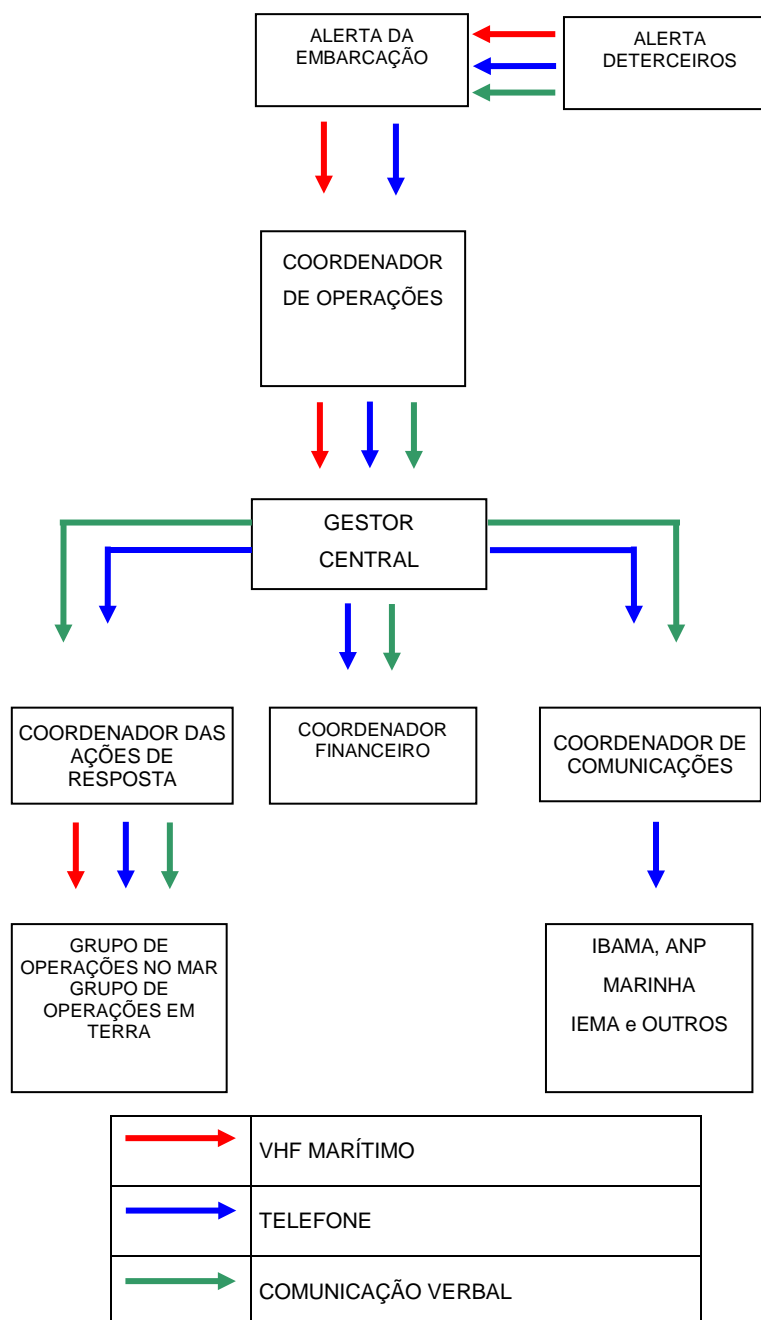 ALERTA DA
EMBARCAÇÃO
ALERTA
DETERCEIROS
COORDENADOR
DE OPERAÇÕES
GESTOR
CENTRAL
COORDENADOR DAS
AÇÕES DE
RESPOSTA
COORDENADOR
FINANCEIRO
COORDENADOR DE
COMUNICAÇÕES
GRUPO DE
OPERAÇÕES NO MAR
GRUPO DE
OPERAÇÕES EM
TERRA
IBAMA, ANP
MARINHA
IEMA e OUTROS
VHF MARÍTIMO
TELEFONE
COMUNICAÇÃO VERBAL